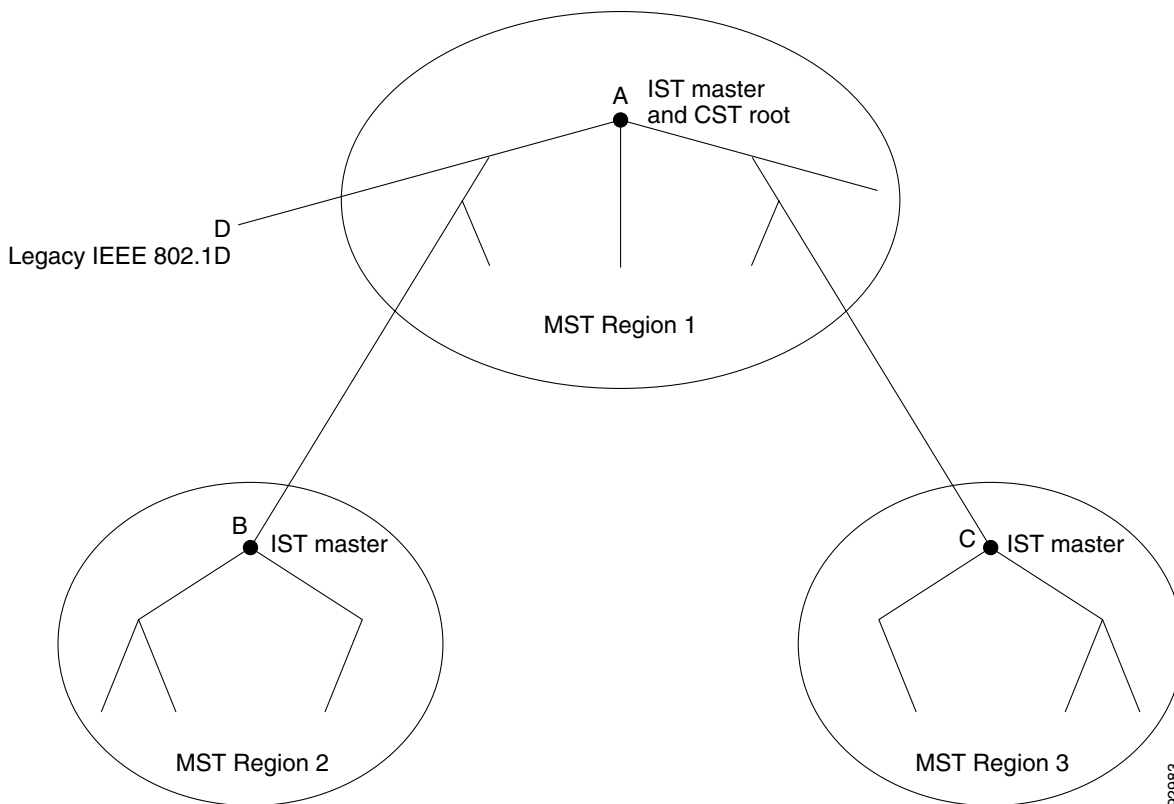 A
IST master
and CST root
D
Legacy IEEE 802.1D
MST Region 1
B
IST master
C
IST master
MST Region 2
MST Region 3